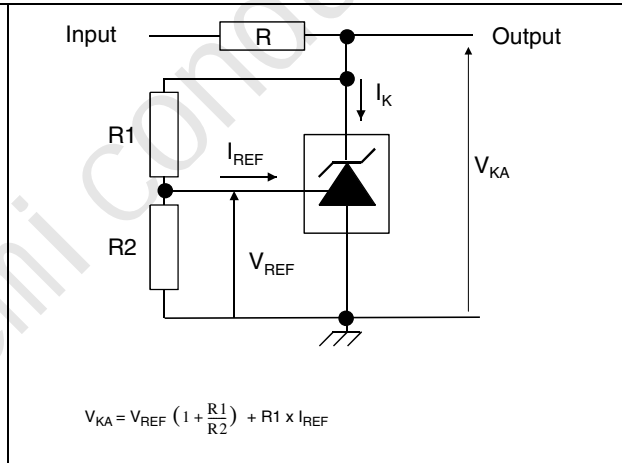 Input R Output
I_K
R1
I_REF
V_KA
R2
V_REF
V_KA = V_REF (1 + R1/R2) + R1 x I_REF